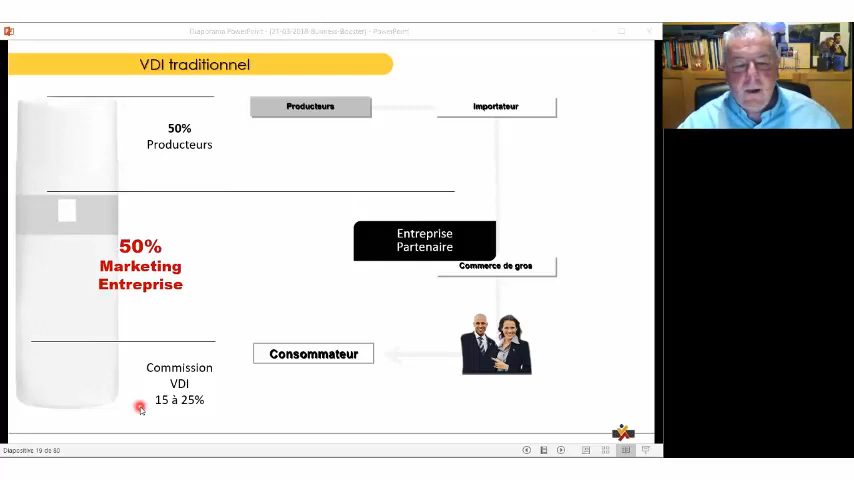 Diaporama PowerPoint - [21-03-2018-Business-Booster] - PowerPoint
VDI traditionnel
50%
Producteurs
Producteurs
Importateur
Entreprise
Partenaire
50%
Marketing
Entreprise
Commerce de gros
Consommateur
Commission
VDI
15 à 25%
Diapositive 19 de 80